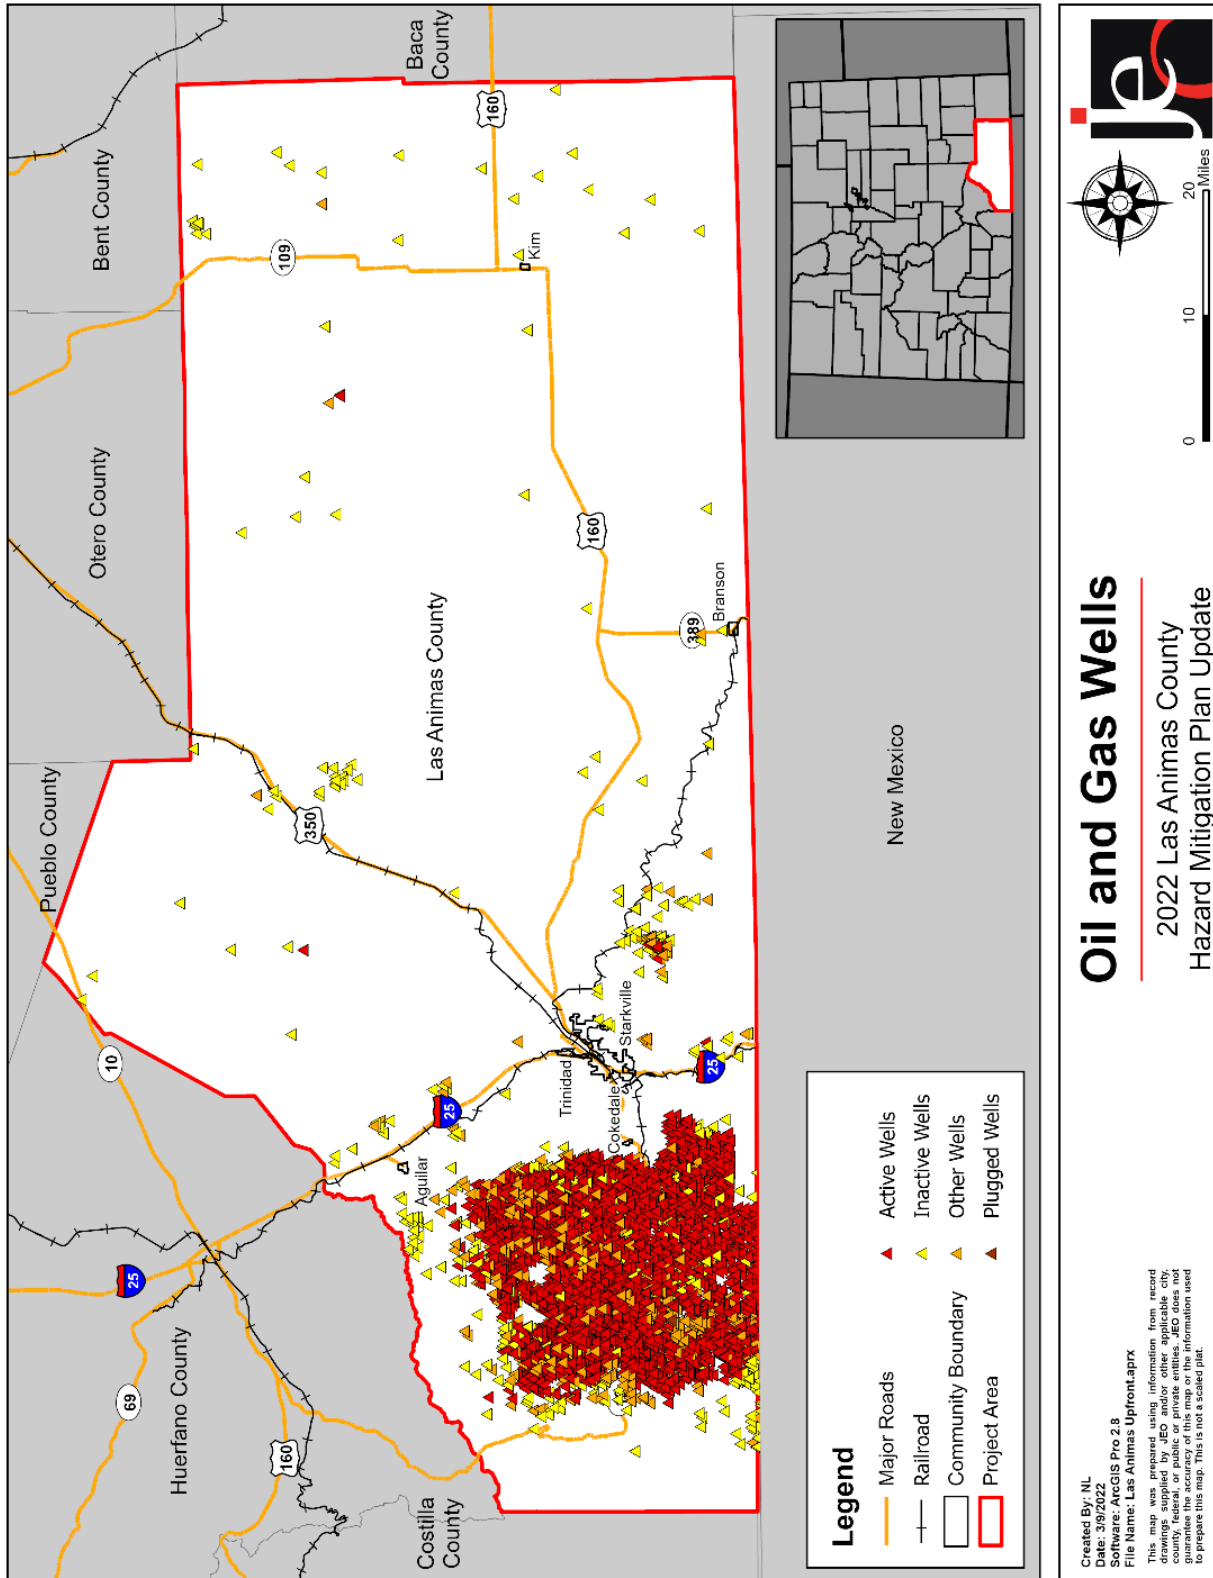 Pueblo County
Otero County
Bent County
Baca
County
Huerfano County
Costilla
County
Las Animas County
New Mexico
10
25
69
160
350
109
160
160
389
25
25
Aguilar
Trinidad
Cokedale
Starkville
Branson
Kim
Legend
Major Roads
Railroad
Community Boundary
Project Area
Active Wells
Inactive Wells
Other Wells
Plugged Wells
Created By: NL
Date: 3/9/2022
Software: ArcGIS Pro 2.8
File Name: Las Animas Upfront.aprx
This map was prepared using information from record
drawings supplied by JEO and/or other applicable city,
county, federal, or public or private entities. JEO does not
guarantee the accuracy of this map or the information used
to prepare this map. This is not a scaled plat.
Oil and Gas Wells
2022 Las Animas County
Hazard Mitigation Plan Update
0 10 20
Miles
jeo